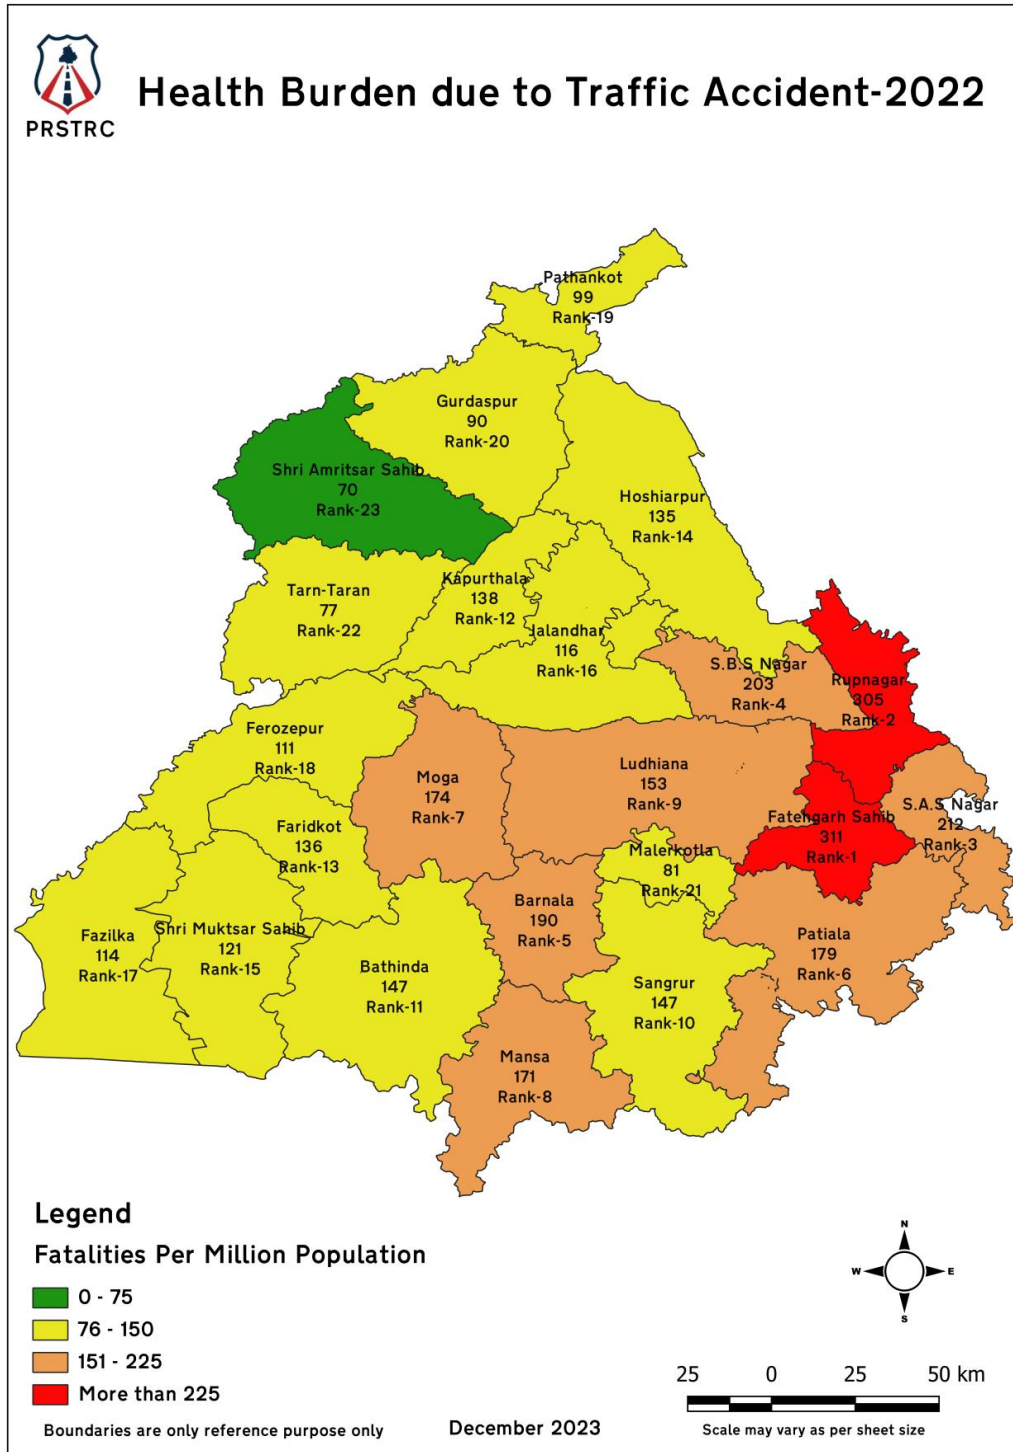 PRSTRC
Health Burden due to Traffic Accident-2022
Pathankot
99
Rank-19
Gurdaspur
90
Rank-20
Shri Amritsar Sahib
70
Rank-23
Hoshiarpur
135
Rank-14
Tarn-Taran
77
Rank-22
Kapurthala
138
Rank-12
Jalandhar
116
Rank-16
S.B.S Nagar
203
Rank-4
Rupnagar
305
Rank-2
Ferozepur
111
Rank-18
Moga
174
Rank-7
Ludhiana
153
Rank-9
Fatehgarh Sahib
311
Rank-1
S.A.S Nagar
212
Rank-3
Faridkot
136
Rank-13
Malerkotla
81
Rank-21
Barnala
190
Rank-5
Fazilka
114
Rank-17
Shri Muktsar Sahib
121
Rank-15
Bathinda
147
Rank-11
Sangrur
147
Rank-10
Patiala
179
Rank-6
Mansa
171
Rank-8
Legend
Fatalities Per Million Population
0 - 75
76 - 150
151 - 225
More than 225
Boundaries are only reference purpose only
December 2023
N
W
E
S
25 0 25 50 km
Scale may vary as per sheet size